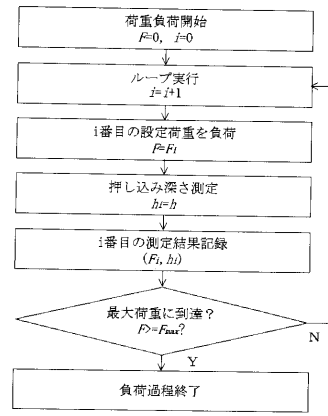 荷重負荷開始
F=0, i=0
ループ実行
i=i+1
i番目の設定荷重を負荷
F=Fi
押し込み深さ測定
hi=h
i番目の測定結果記録
(Fi, hi)
最大荷重に到達？
F>=Fmax?
N
Y
負荷過程終了